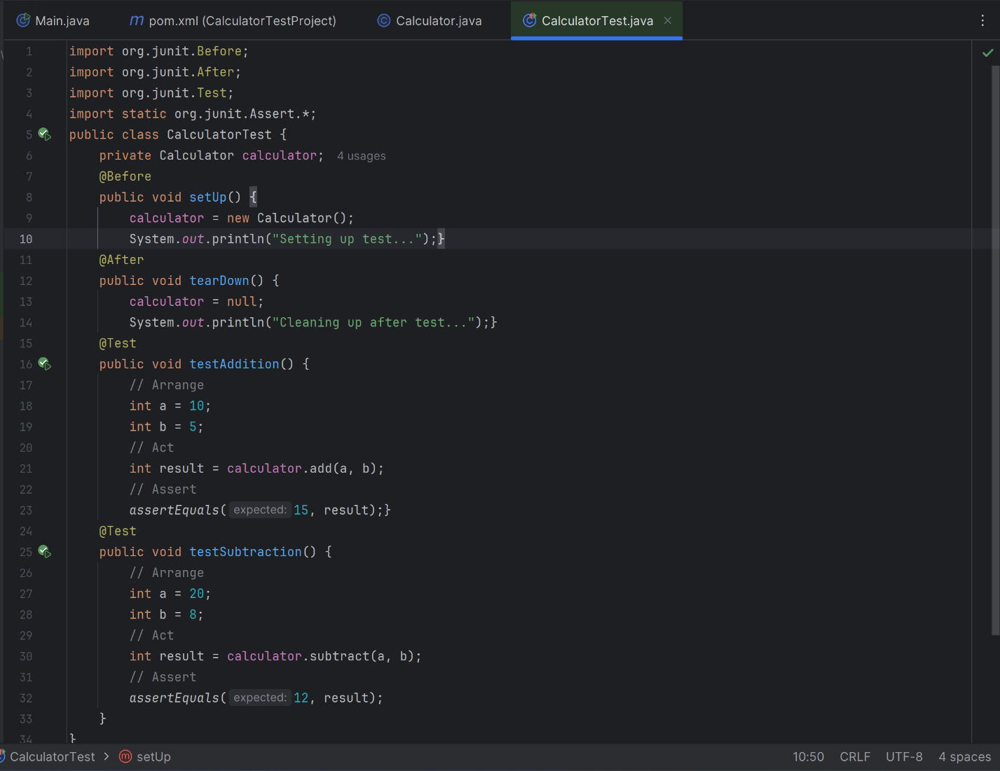 Main.java pom.xml (CalculatorTestProject) Calculator.java CalculatorTest.java
1 import org.junit.Before;
2 import org.junit.After;
3 import org.junit.Test;
4 import static org.junit.Assert.*;
5 public class CalculatorTest {
6     private Calculator calculator; 4 usages
7     @Before
8     public void setUp() {
9         calculator = new Calculator();
10         System.out.println("Setting up test...");}
11     @After
12     public void tearDown() {
13         calculator = null;
14         System.out.println("Cleaning up after test...");}
15     @Test
16     public void testAddition() {
17         // Arrange
18         int a = 10;
19         int b = 5;
20         // Act
21         int result = calculator.add(a, b);
22         // Assert
23         assertEquals( expected: 15, result);}
24     @Test
25     public void testSubtraction() {
26         // Arrange
27         int a = 20;
28         int b = 8;
29         // Act
30         int result = calculator.subtract(a, b);
31         // Assert
32         assertEquals( expected: 12, result);
33     }
34 }
CalculatorTest > setUp 10:50 CRLF UTF-8 4 spaces